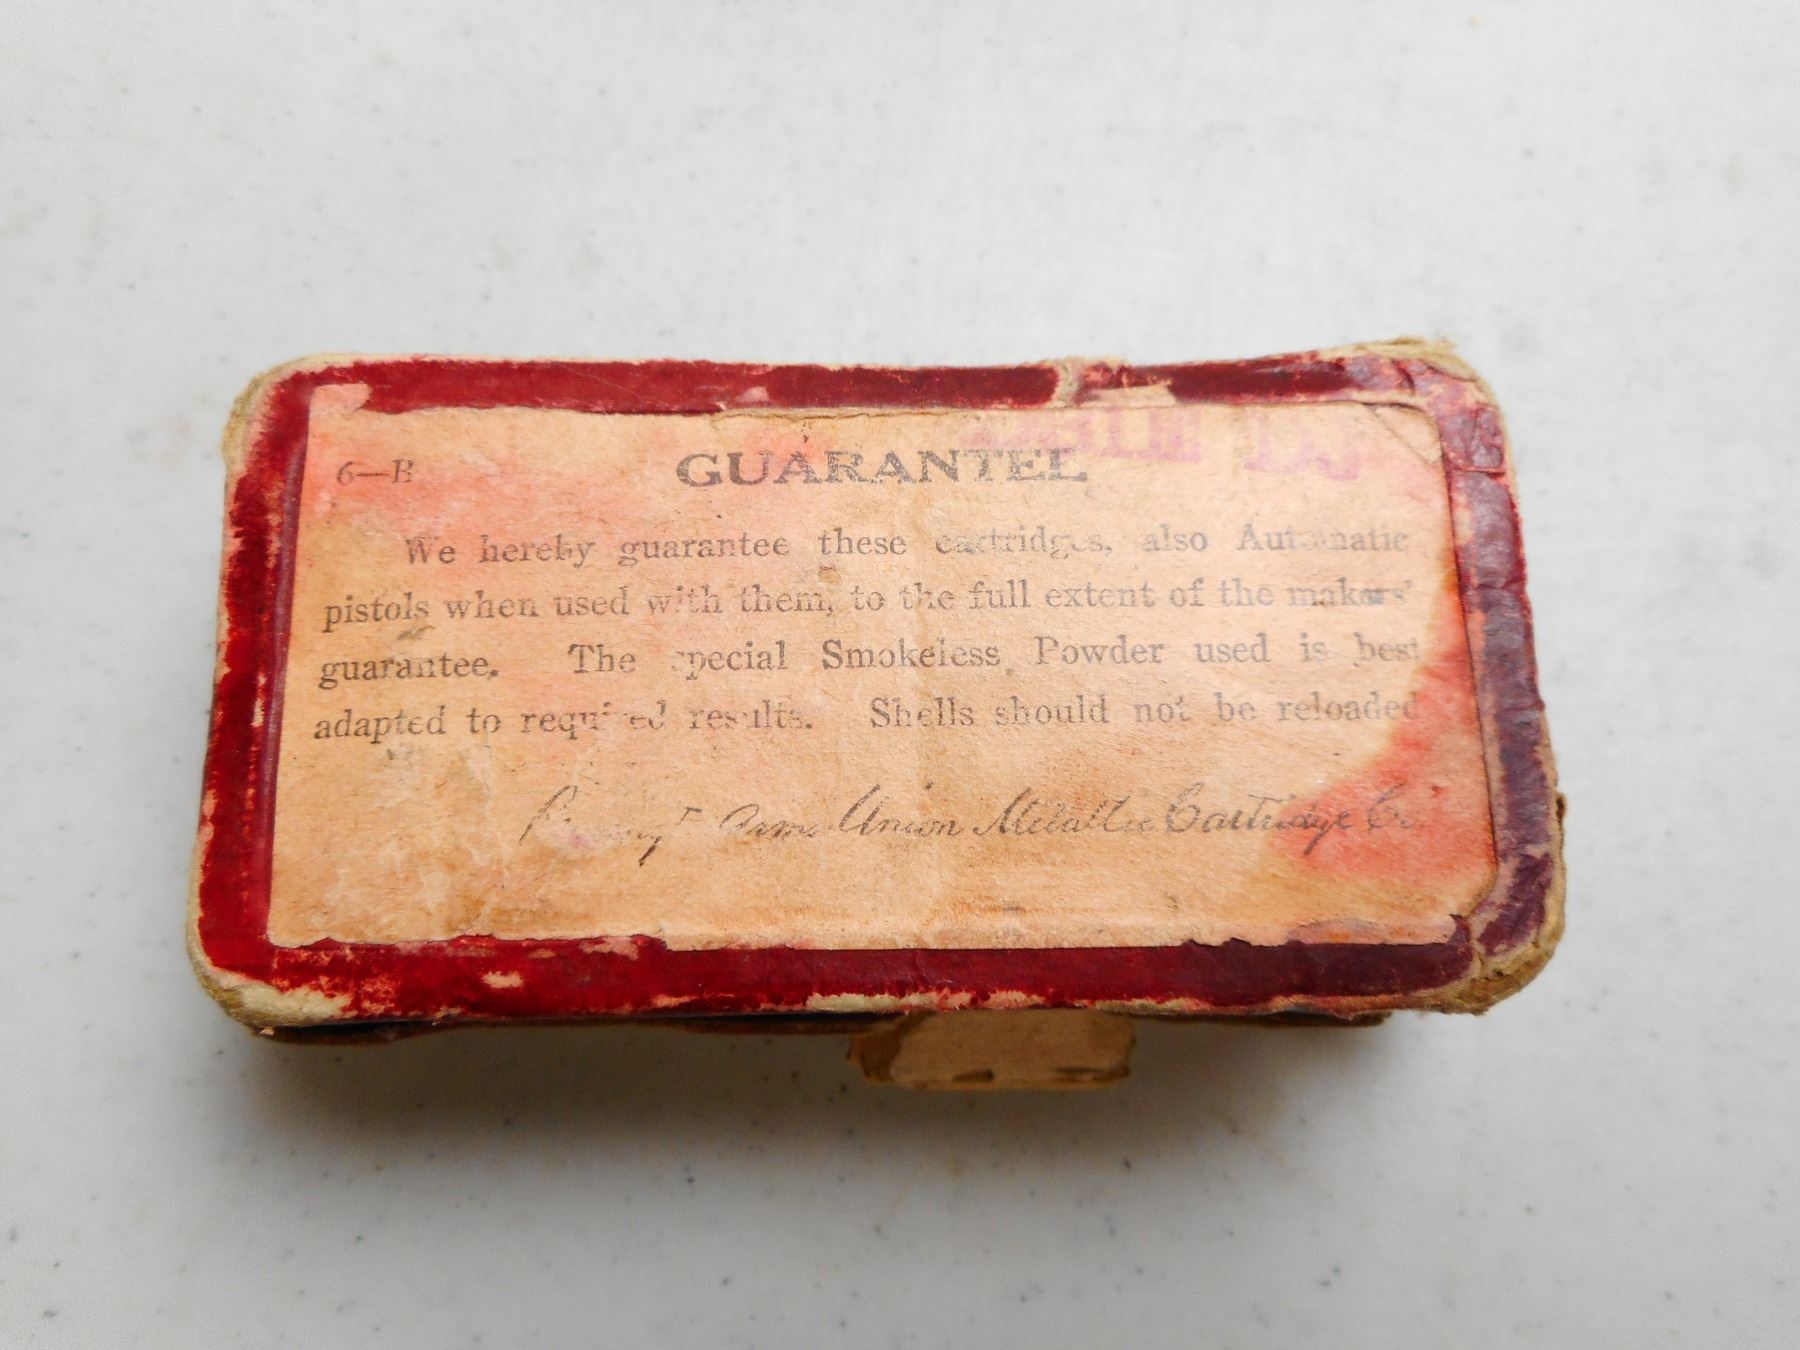 6—B
GUARANTEE
We hereby guarantee these cartridges, also Automatic
pistols when used with them, to the full extent of the makers'
guarantee. The special Smokeless Powder used is best
adapted to required results. Shells should not be reloaded
Arms Union Metallic Cartridge Co.